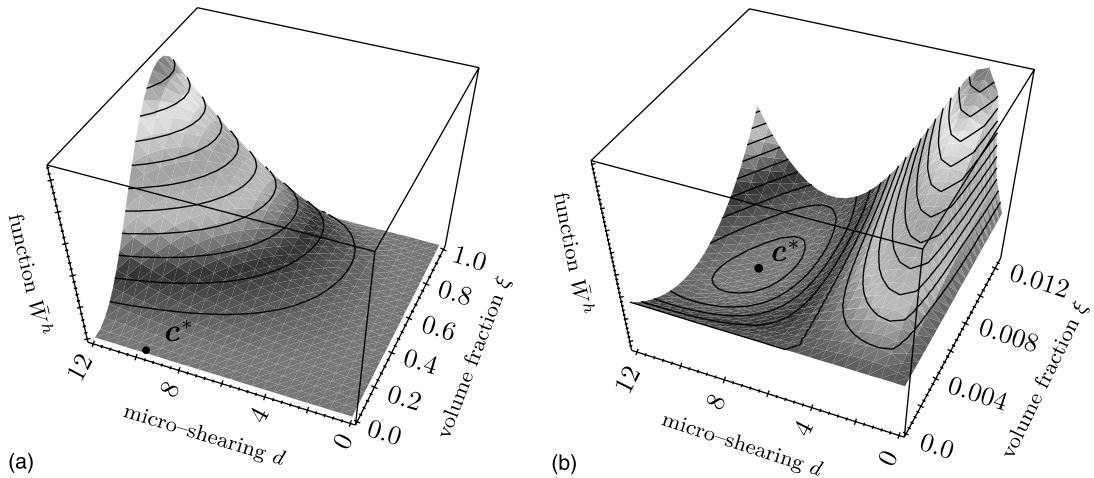 function W̄ʰ
c*
12
8
4
0
micro–shearing d
0.0
0.2
0.4
0.6
0.8
1.0
volume fraction ξ
(a)
function W̄ʰ
c*
12
8
4
0
micro–shearing d
0.0
0.004
0.008
0.012
volume fraction ξ
(b)